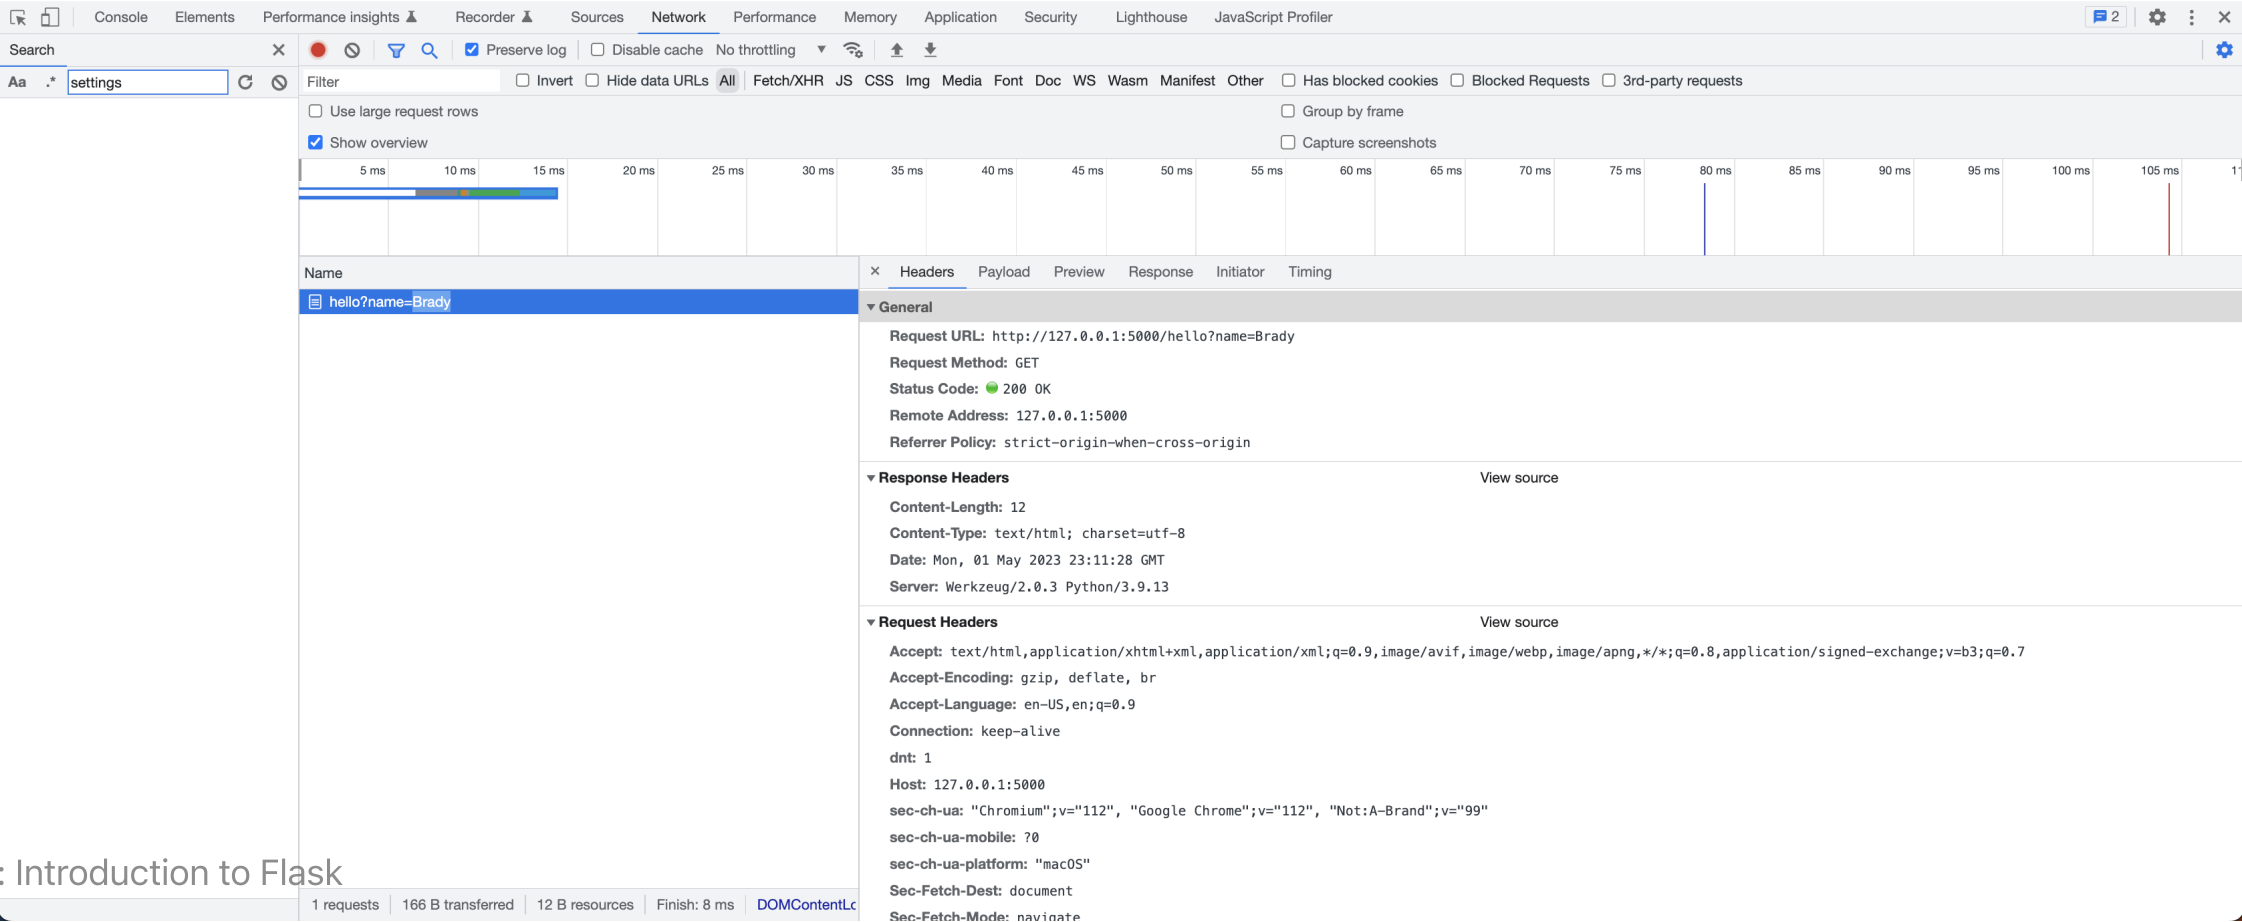 Console Elements Performance insights Recorder Sources Network Performance Memory Application Security Lighthouse JavaScript Profiler 2
Search
Preserve log Disable cache No throttling
Aa .* settings
Filter Invert Hide data URLs All Fetch/XHR JS CSS Img Media Font Doc WS Wasm Manifest Other Has blocked cookies Blocked Requests 3rd-party requests
Use large request rows Group by frame
Show overview Capture screenshots
5 ms 10 ms 15 ms 20 ms 25 ms 30 ms 35 ms 40 ms 45 ms 50 ms 55 ms 60 ms 65 ms 70 ms 75 ms 80 ms 85 ms 90 ms 95 ms 100 ms 105 ms
Name
hello?name=Brady
Headers Payload Preview Response Initiator Timing
General
Request URL: http://127.0.0.1:5000/hello?name=Brady
Request Method: GET
Status Code: 200 OK
Remote Address: 127.0.0.1:5000
Referrer Policy: strict-origin-when-cross-origin
Response Headers View source
Content-Length: 12
Content-Type: text/html; charset=utf-8
Date: Mon, 01 May 2023 23:11:28 GMT
Server: Werkzeug/2.0.3 Python/3.9.13
Request Headers View source
Accept: text/html,application/xhtml+xml,application/xml;q=0.9,image/avif,image/webp,image/apng,*/*;q=0.8,application/signed-exchange;v=b3;q=0.7
Accept-Encoding: gzip, deflate, br
Accept-Language: en-US,en;q=0.9
Connection: keep-alive
dnt: 1
Host: 127.0.0.1:5000
sec-ch-ua: "Chromium";v="112", "Google Chrome";v="112", "Not:A-Brand";v="99"
sec-ch-ua-mobile: ?0
sec-ch-ua-platform: "macOS"
Sec-Fetch-Dest: document
Sec-Fetch-Mode: navigate
: Introduction to Flask
1 requests 166 B transferred 12 B resources Finish: 8 ms DOMContentLc